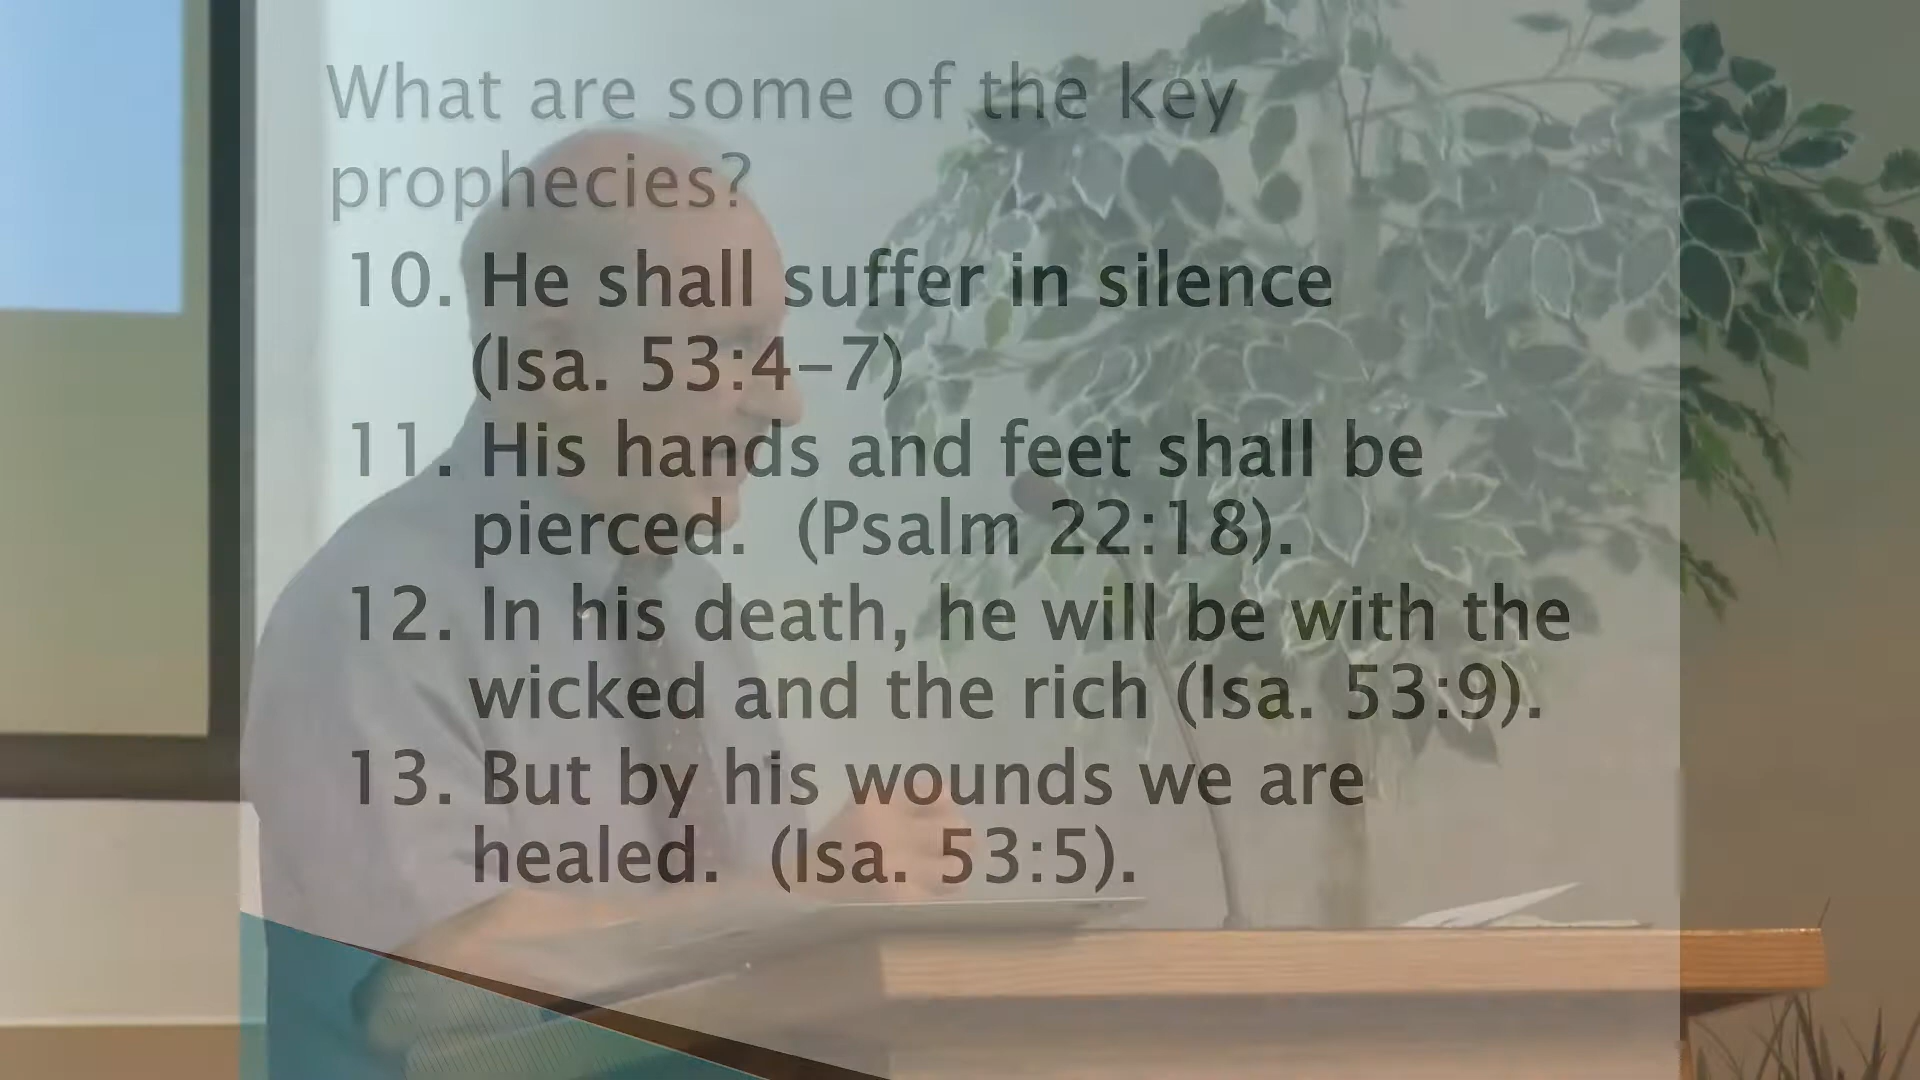 What are some of the key
prophecies?
10. He shall suffer in silence
(Isa. 53:4-7)
11. His hands and feet shall be
pierced. (Psalm 22:18).
12. In his death, he will be with the
wicked and the rich (Isa. 53:9).
13. But by his wounds we are
healed. (Isa. 53:5).